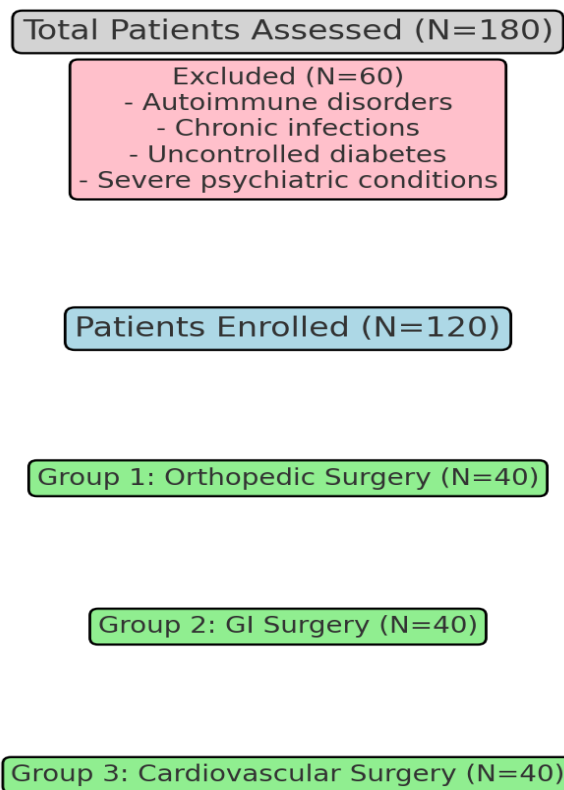 Total Patients Assessed (N=180)
Excluded (N=60)
- Autoimmune disorders
- Chronic infections
- Uncontrolled diabetes
- Severe psychiatric conditions
Patients Enrolled (N=120)
Group 1: Orthopedic Surgery (N=40)
Group 2: GI Surgery (N=40)
Group 3: Cardiovascular Surgery (N=40)